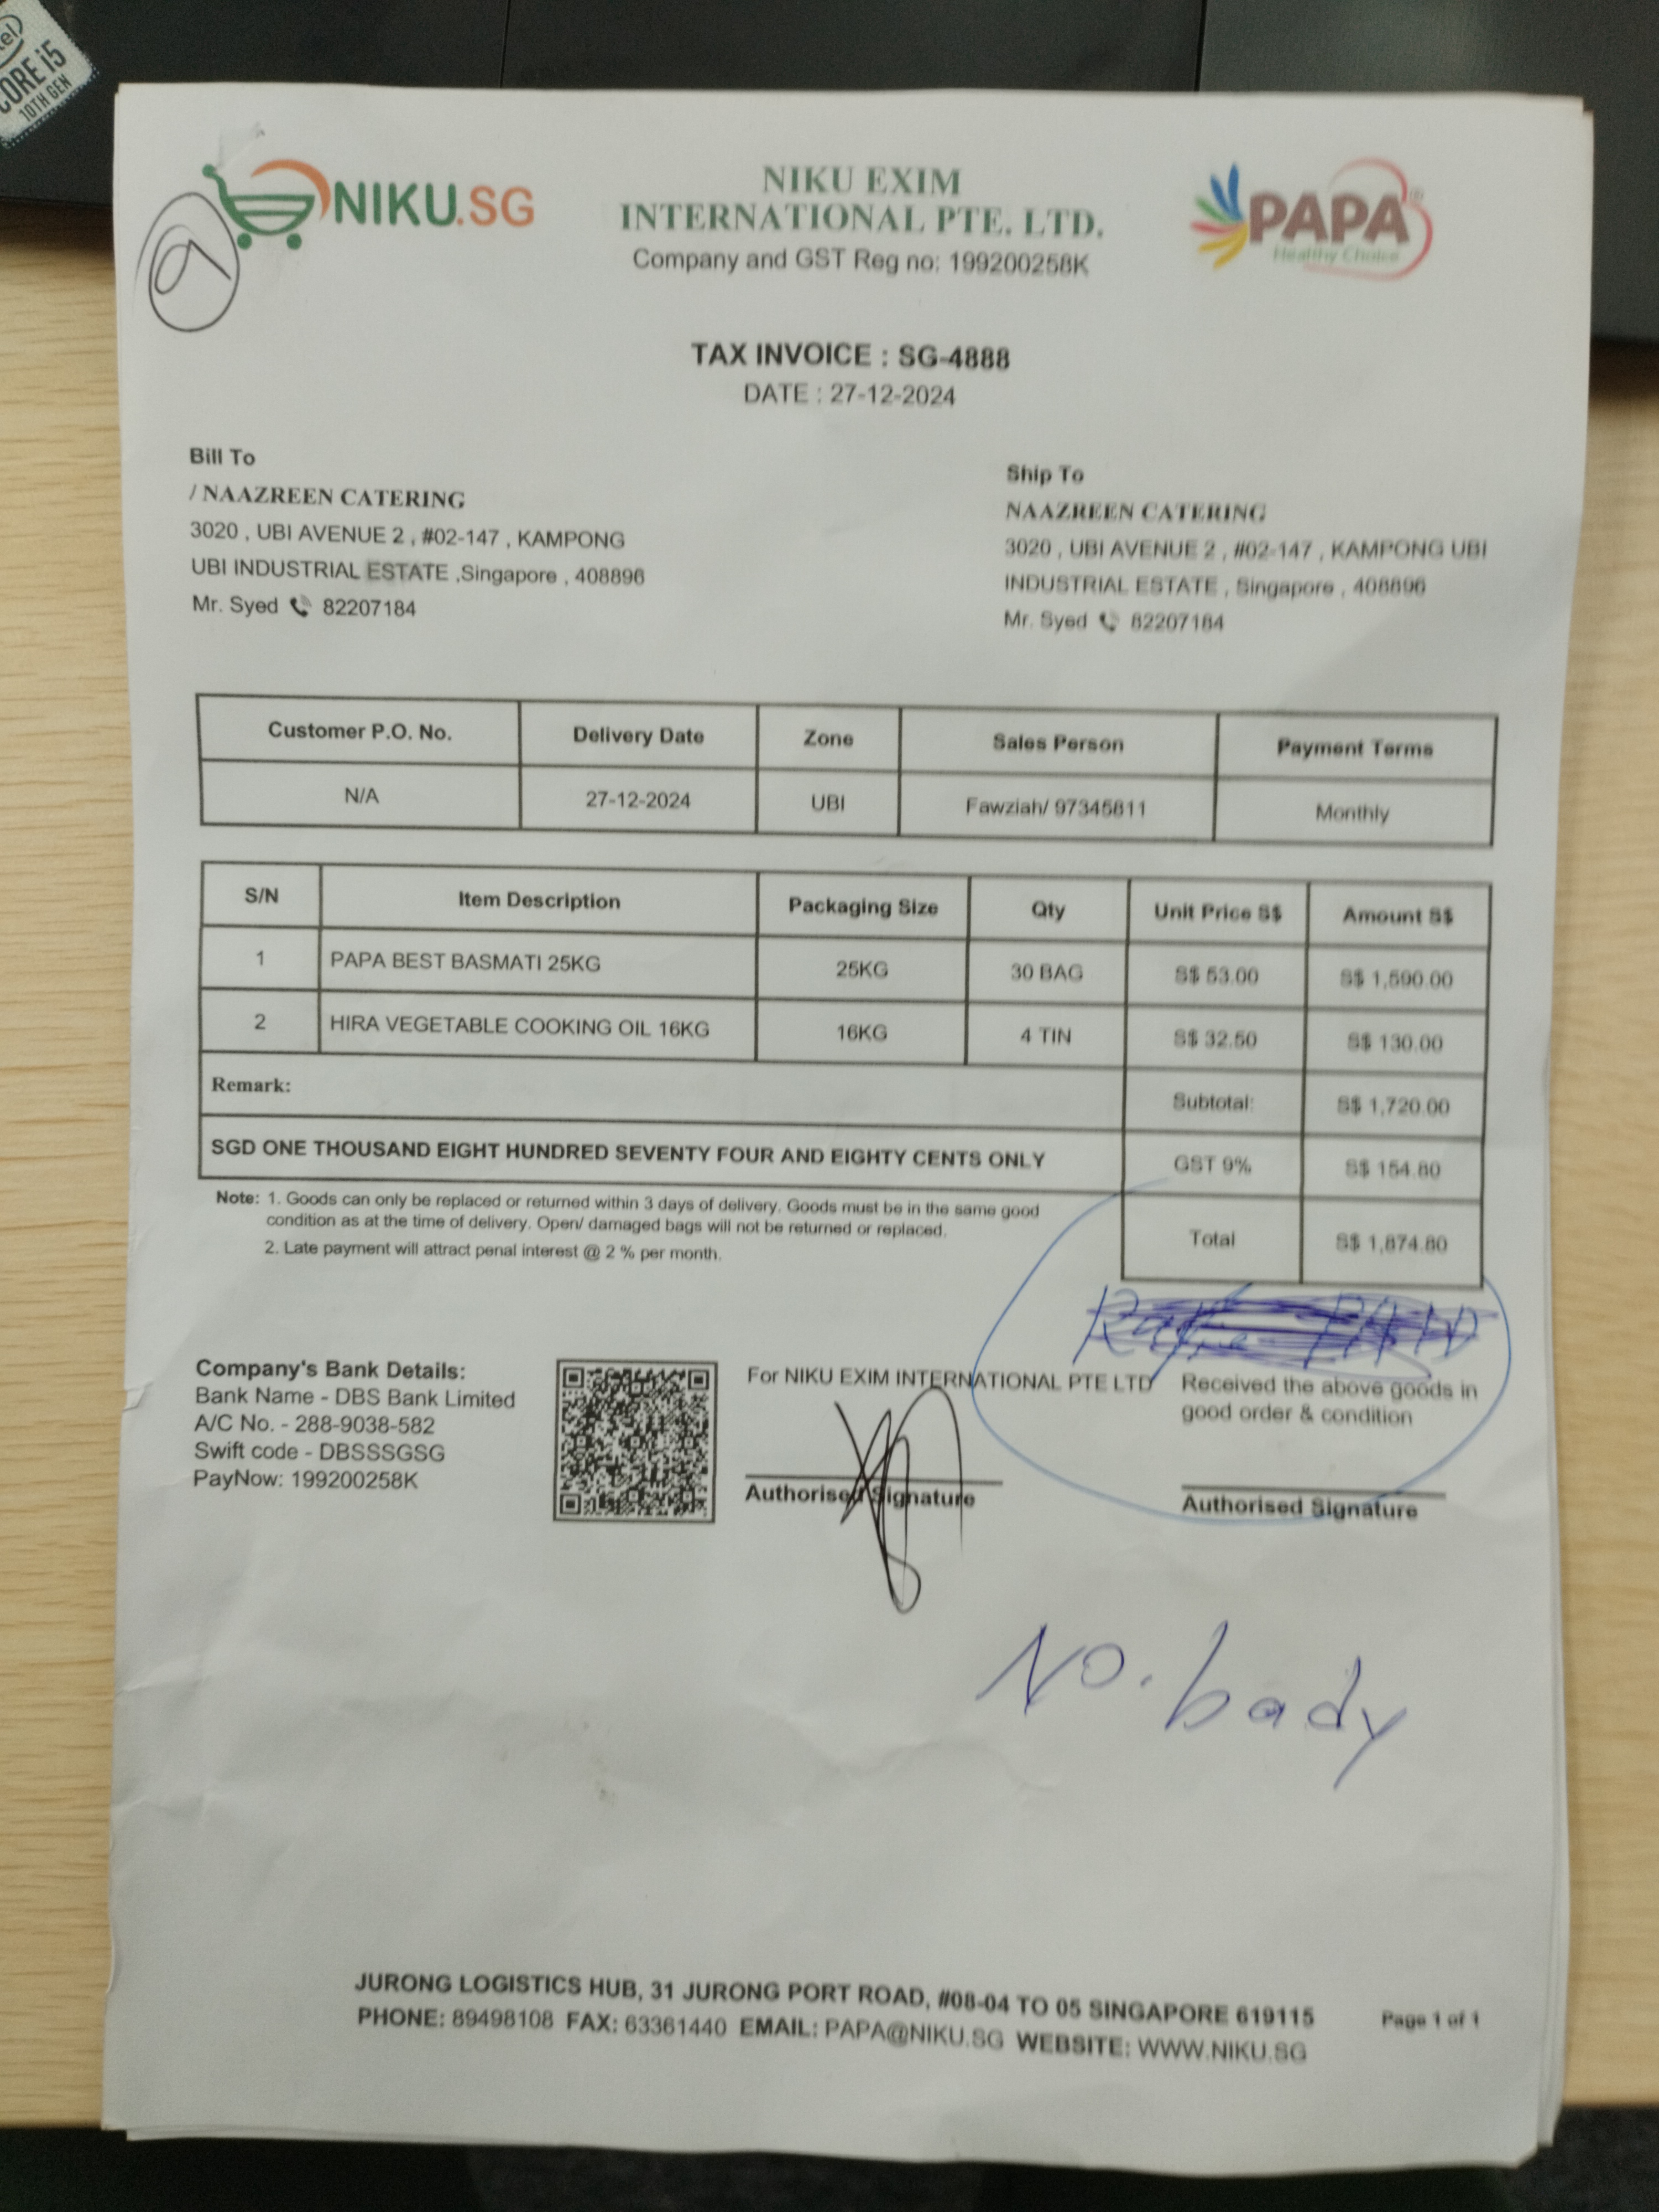 intel
CORE i5
10TH GEN
NIKU.SG
NIKU EXIM
INTERNATIONAL PTE. LTD.
Company and GST Reg no: 199200258K
PAPA
Healthy Choice
TAX INVOICE : SG-4888
DATE : 27-12-2024
Bill To
/ NAAZREEN CATERING
3020 , UBI AVENUE 2 , #02-147 , KAMPONG
UBI INDUSTRIAL ESTATE ,Singapore , 408896
Mr. Syed 82207184
Ship To
NAAZREEN CATERING
3020 , UBI AVENUE 2 , #02-147 , KAMPONG UBI
INDUSTRIAL ESTATE , Singapore , 408896
Mr. Syed 82207184
Customer P.O. No. Delivery Date Zone Sales Person Payment Terms
N/A 27-12-2024 UBI Fawziah/ 97345811 Monthly
S/N Item Description Packaging Size Qty Unit Price S$ Amount S$
1 PAPA BEST BASMATI 25KG 25KG 30 BAG S$ 53.00 S$ 1,590.00
2 HIRA VEGETABLE COOKING OIL 16KG 16KG 4 TIN S$ 32.50 S$ 130.00
Remark: Subtotal: S$ 1,720.00
SGD ONE THOUSAND EIGHT HUNDRED SEVENTY FOUR AND EIGHTY CENTS ONLY GST 9% S$ 154.80
Total S$ 1,874.80
Note: 1. Goods can only be replaced or returned within 3 days of delivery. Goods must be in the same good
condition as at the time of delivery. Open/ damaged bags will not be returned or replaced.
2. Late payment will attract penal interest @ 2 % per month.
Company's Bank Details:
Bank Name - DBS Bank Limited
A/C No. - 288-9038-582
Swift code - DBSSSGSG
PayNow: 199200258K
For NIKU EXIM INTERNATIONAL PTE LTD
Authorised Signature
Received the above goods in
good order & condition
Authorised Signature
NO. bady
JURONG LOGISTICS HUB, 31 JURONG PORT ROAD, #08-04 TO 05 SINGAPORE 619115
PHONE: 89498108 FAX: 63361440 EMAIL: PAPA@NIKU.SG WEBSITE: WWW.NIKU.SG
Page 1 of 1